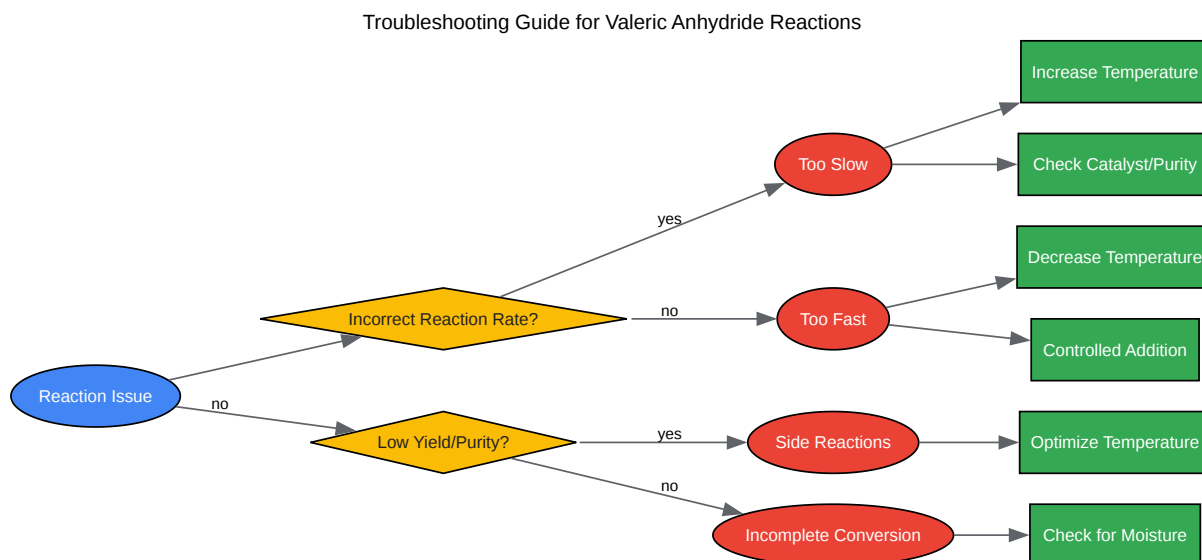 Troubleshooting Guide for Valeric Anhydride Reactions
Increase Temperature
Too Slow
Check Catalyst/Purity
yes
Decrease Temperature
Incorrect Reaction Rate?
no
Too Fast
Controlled Addition
Reaction Issue
no
Low Yield/Purity?
yes
Side Reactions
Optimize Temperature
no
Incomplete Conversion
Check for Moisture